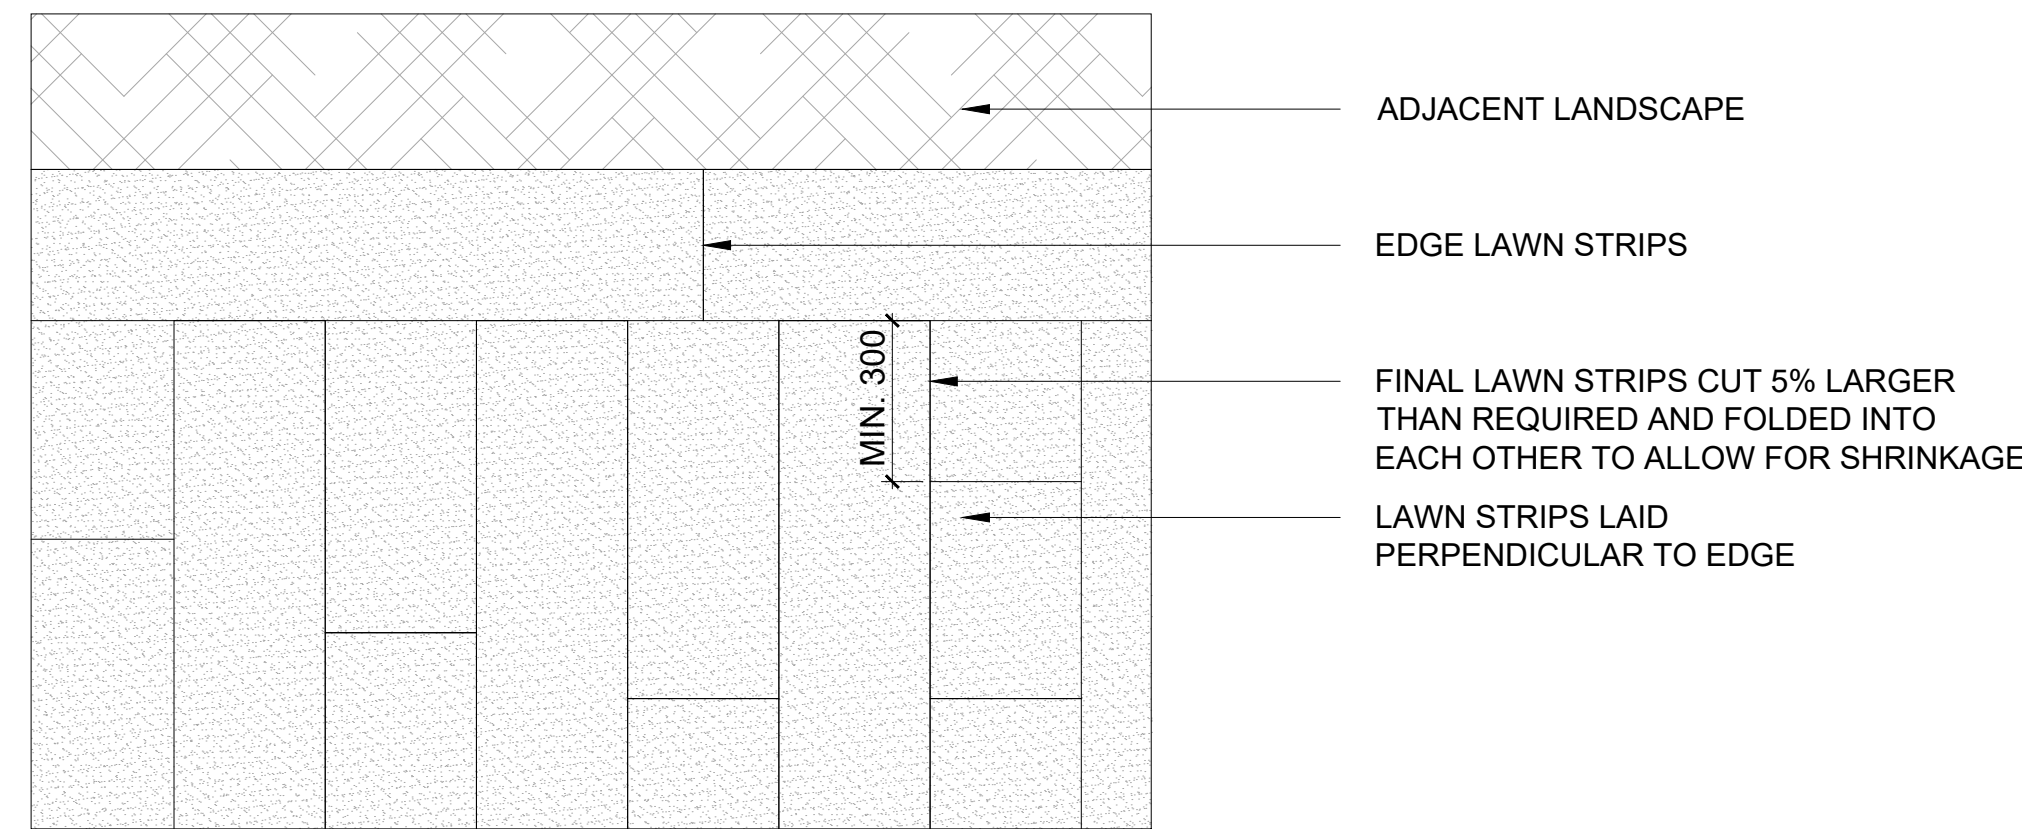 ADJACENT LANDSCAPE
EDGE LAWN STRIPS
MIN. 300
FINAL LAWN STRIPS CUT 5% LARGER
THAN REQUIRED AND FOLDED INTO
EACH OTHER TO ALLOW FOR SHRINKAGE
LAWN STRIPS LAID
PERPENDICULAR TO EDGE